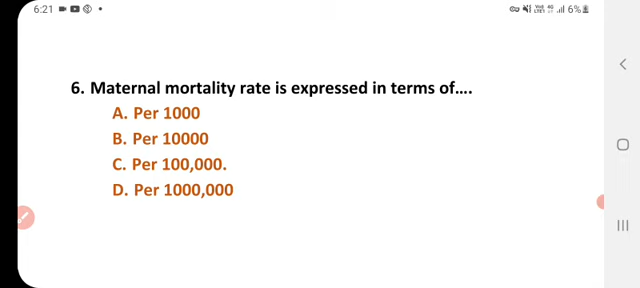 6:21
6%
6. Maternal mortality rate is expressed in terms of....
A. Per 1000
B. Per 10000
C. Per 100,000.
D. Per 1000,000